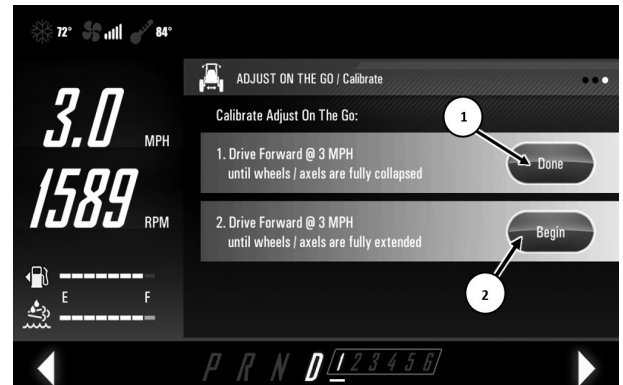 72° 84°
ADJUST ON THE GO / Calibrate
3.0 MPH
1589 RPM
E F
Calibrate Adjust On The Go:
1
1. Drive Forward @ 3 MPH
until wheels / axels are fully collapsed
Done
2. Drive Forward @ 3 MPH
until wheels / axels are fully extended
Begin
2
P R N D 1 2 3 4 5 6